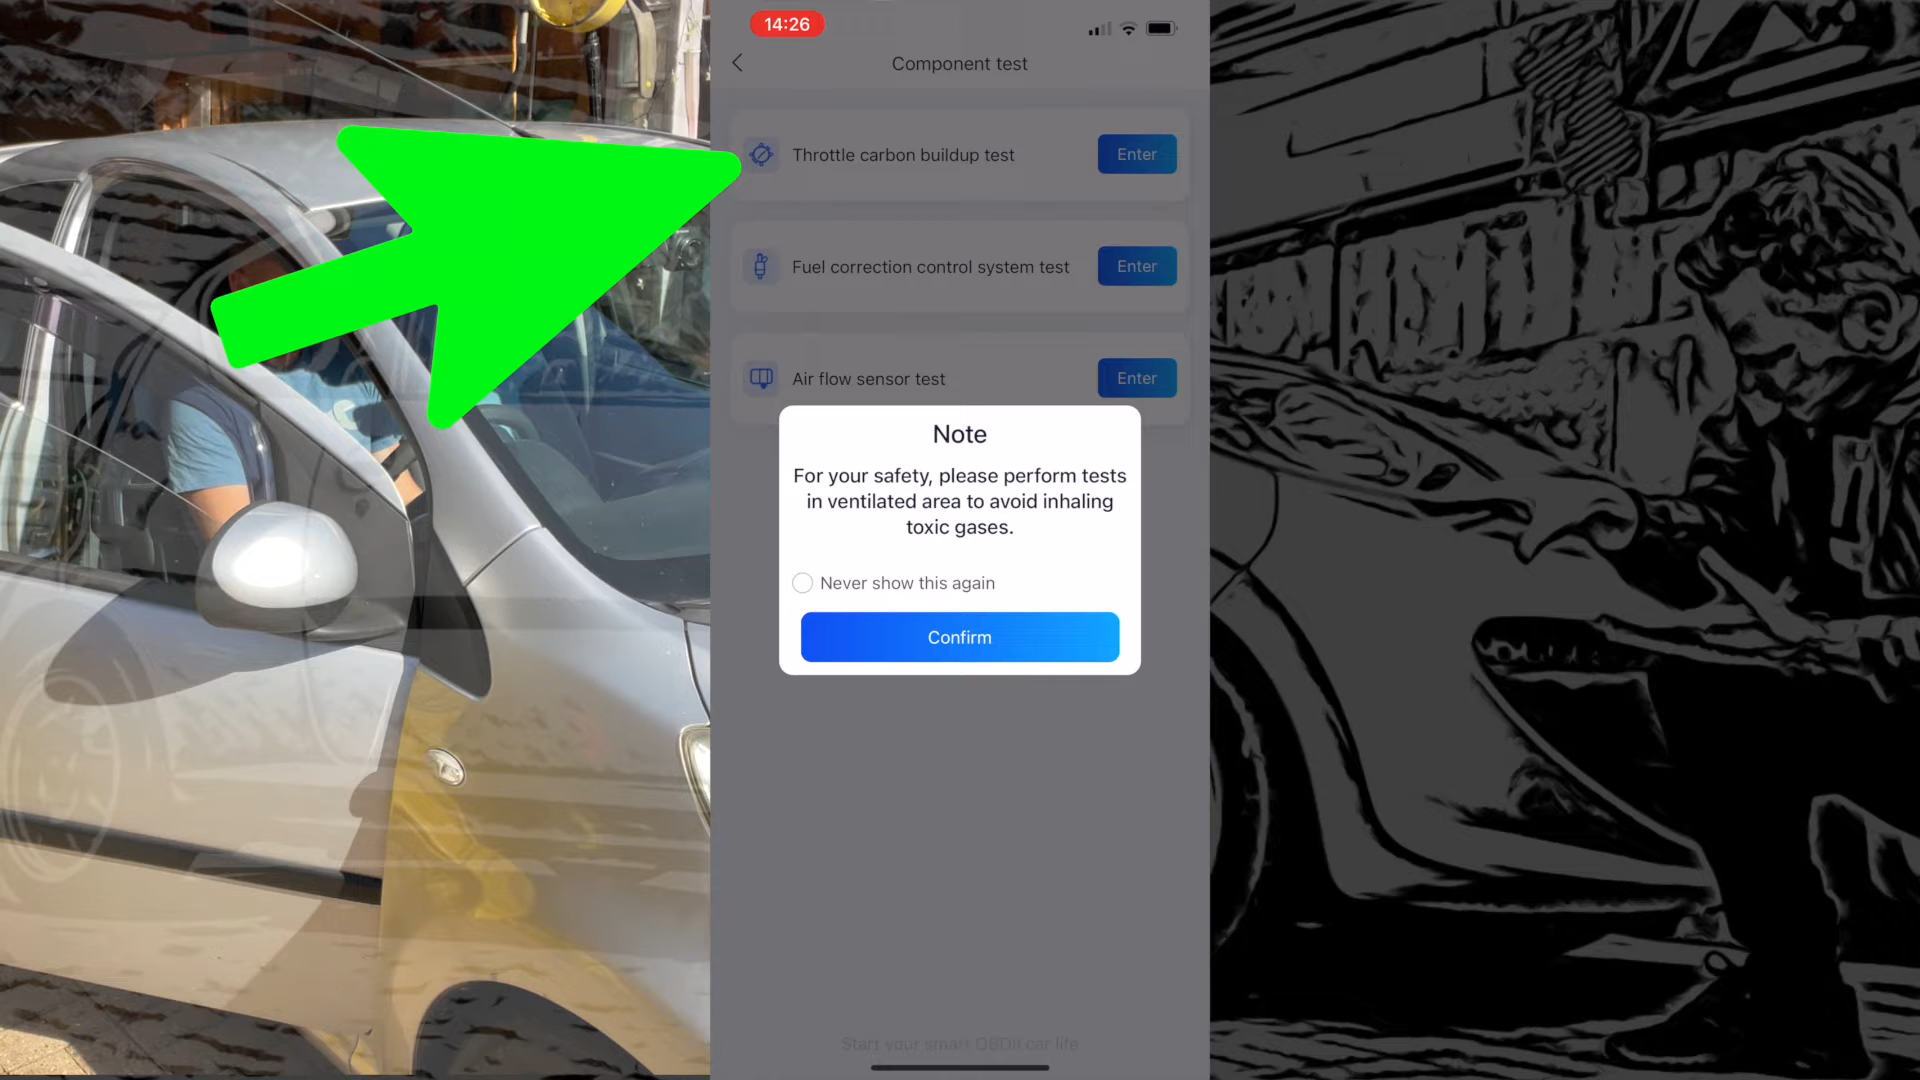 14:26
Component test
Throttle carbon buildup test
Enter
Fuel correction control system test
Enter
Air flow sensor test
Enter
Note
For your safety, please perform tests
in ventilated area to avoid inhaling
toxic gases.
Never show this again
Confirm
Start your smart OBDII car life